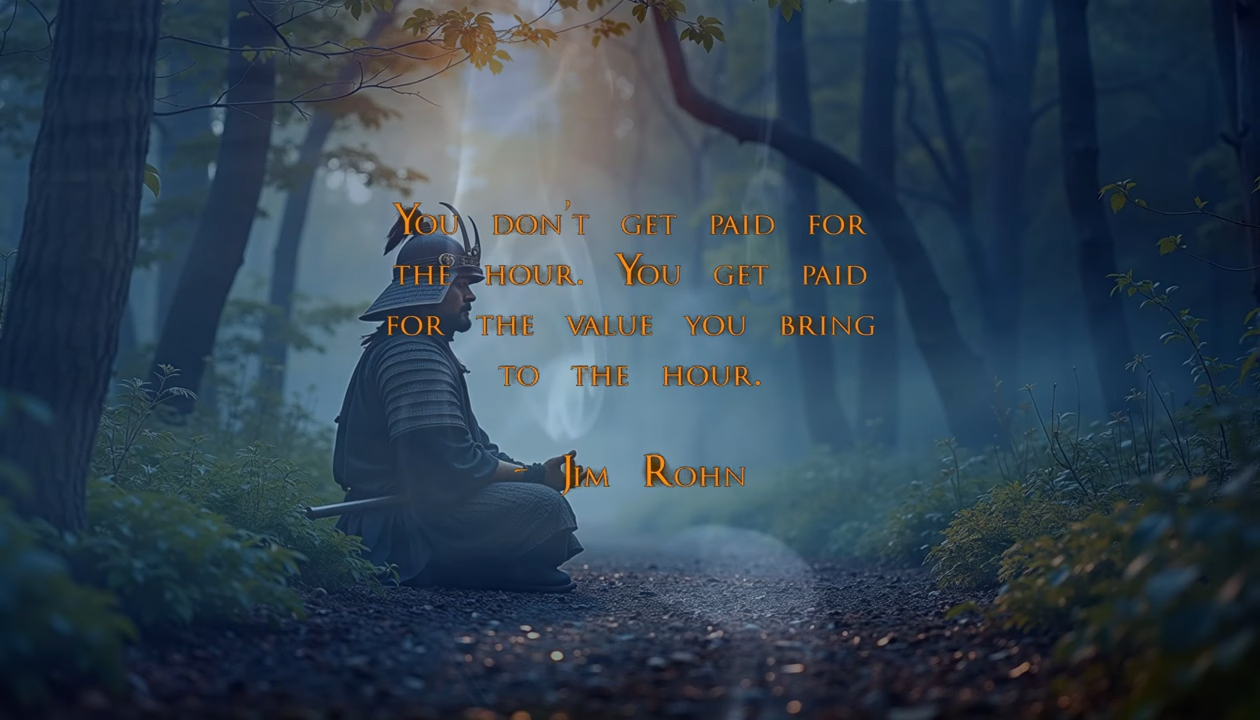 You don't get paid for
the hour. You get paid
for the value you bring
to the hour.
- Jim Rohn